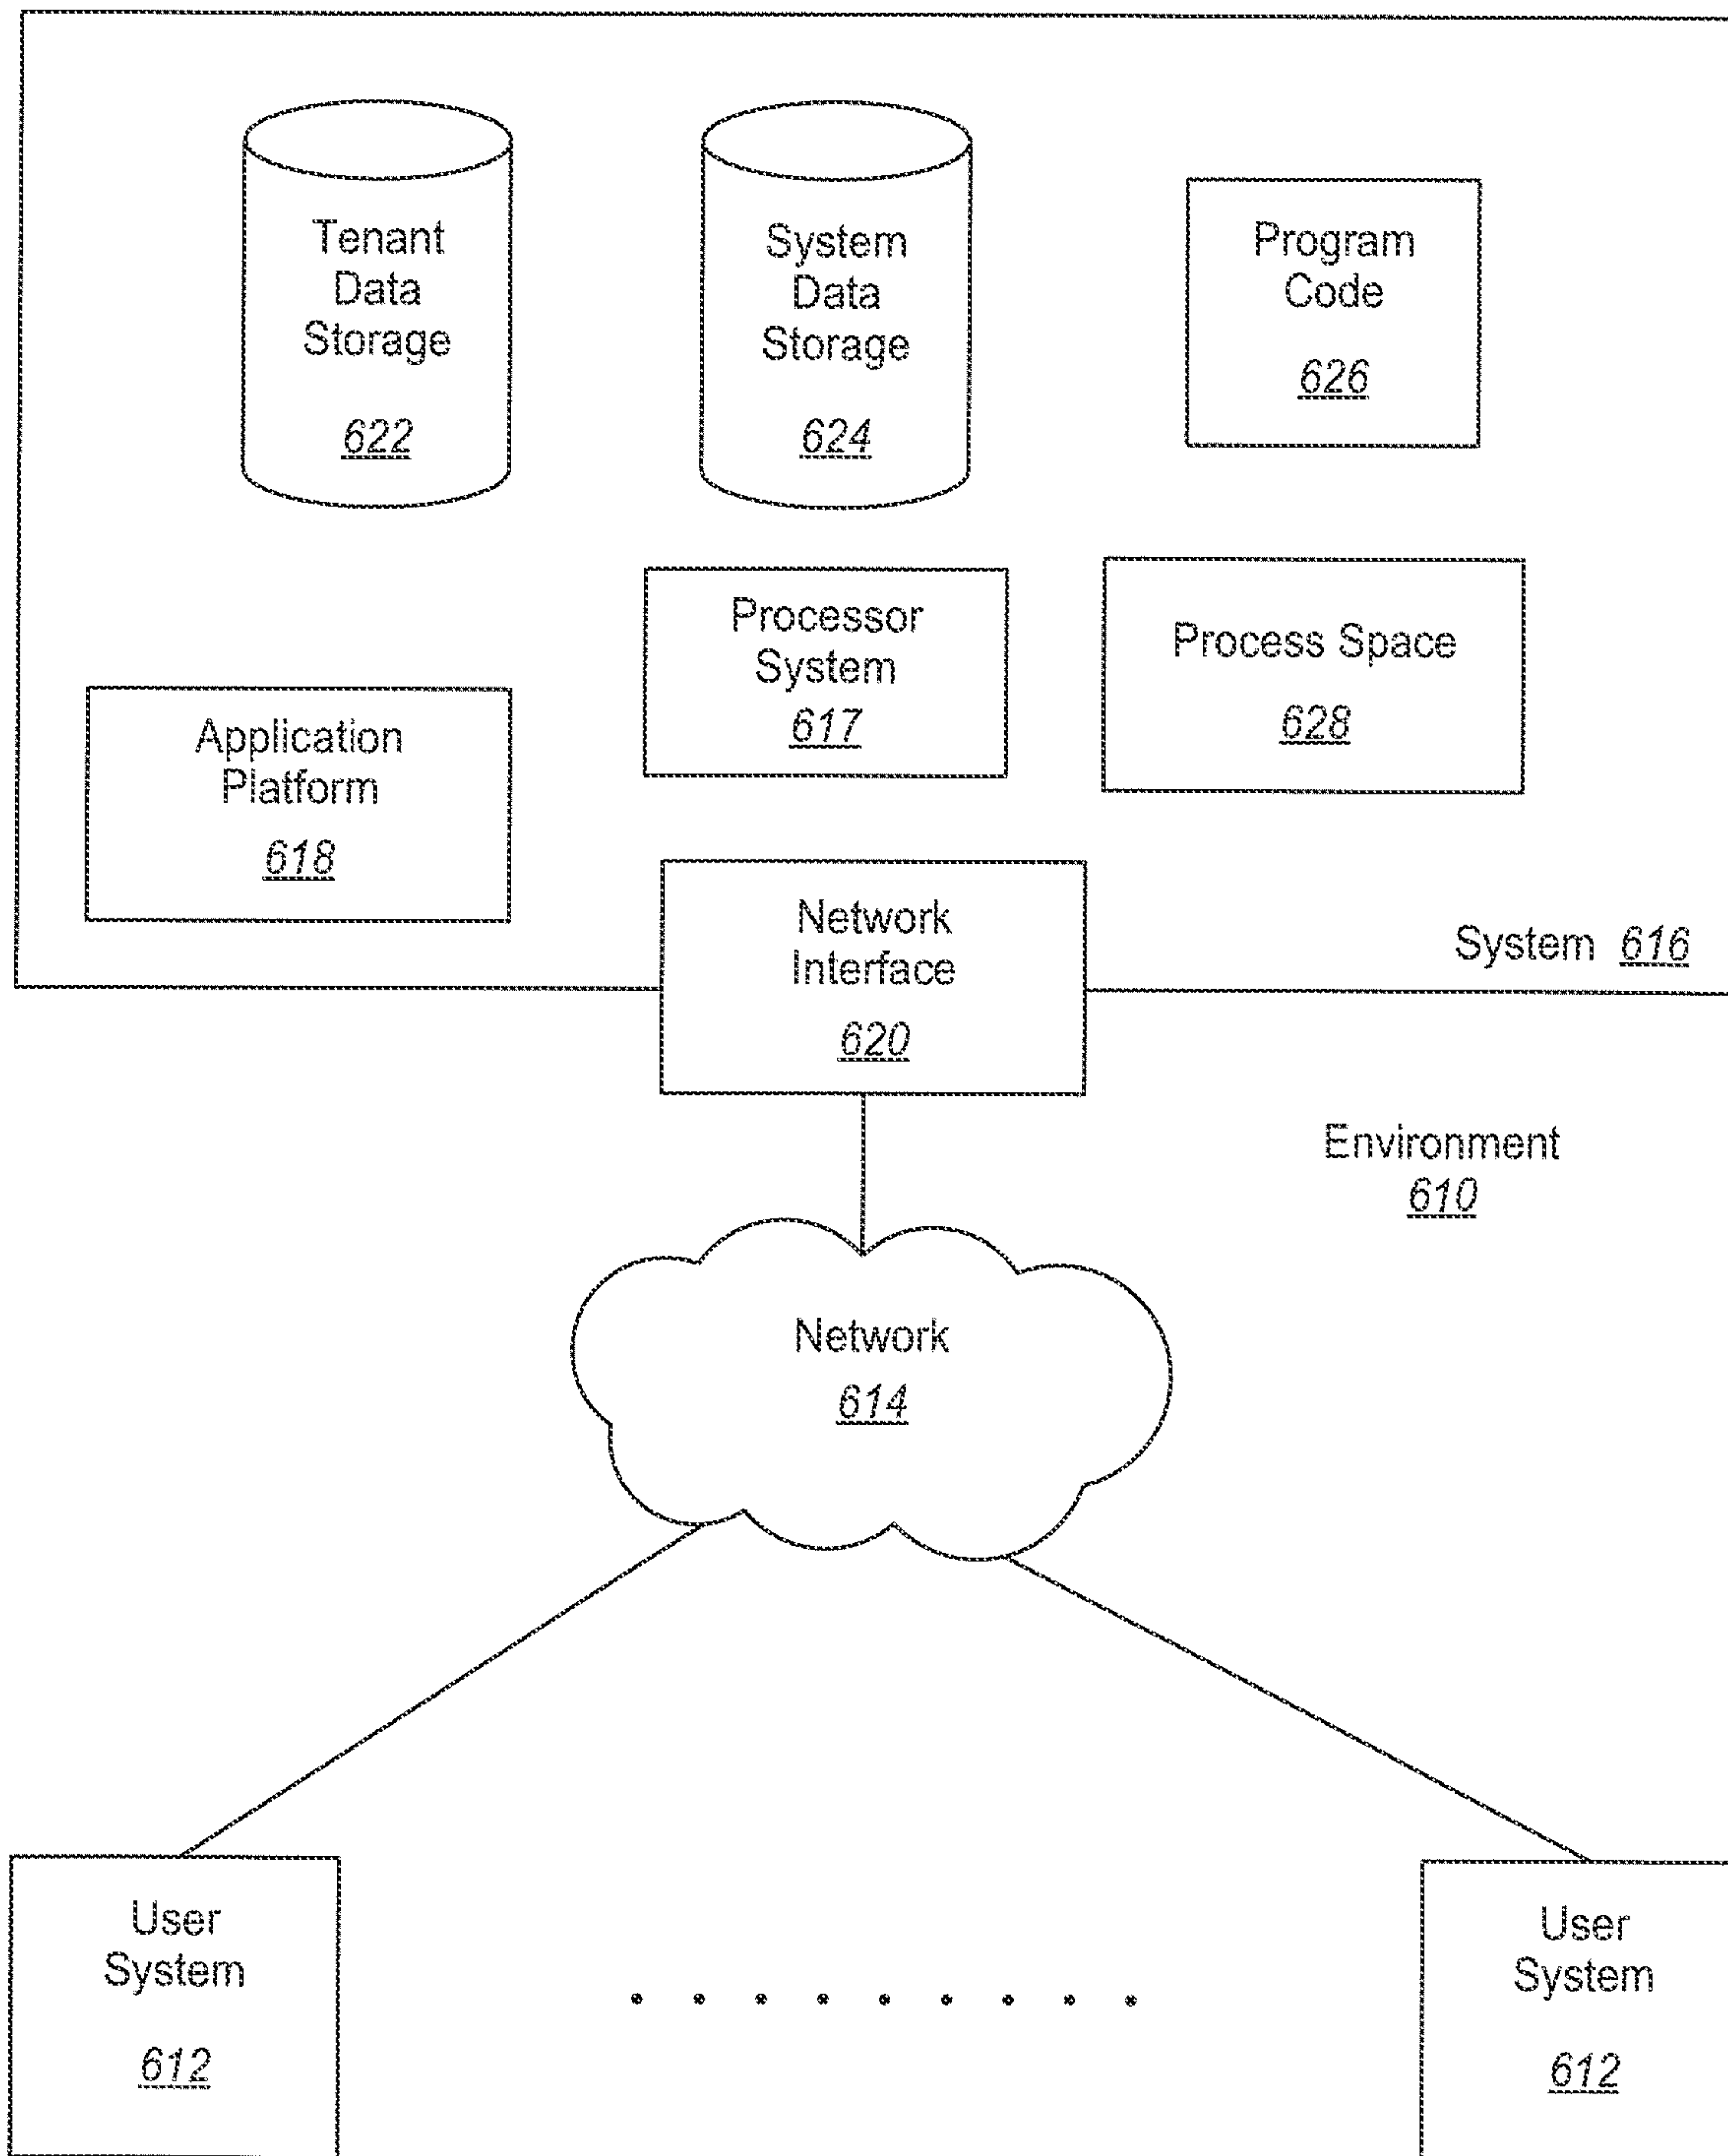 Tenant
Data
Storage
622
System
Data
Storage
624
Program
Code
626
Processor
System
617
Process Space
628
Application
Platform
618
Network
Interface
620
System 616
Environment
610
Network
614
User
System
612
User
System
612